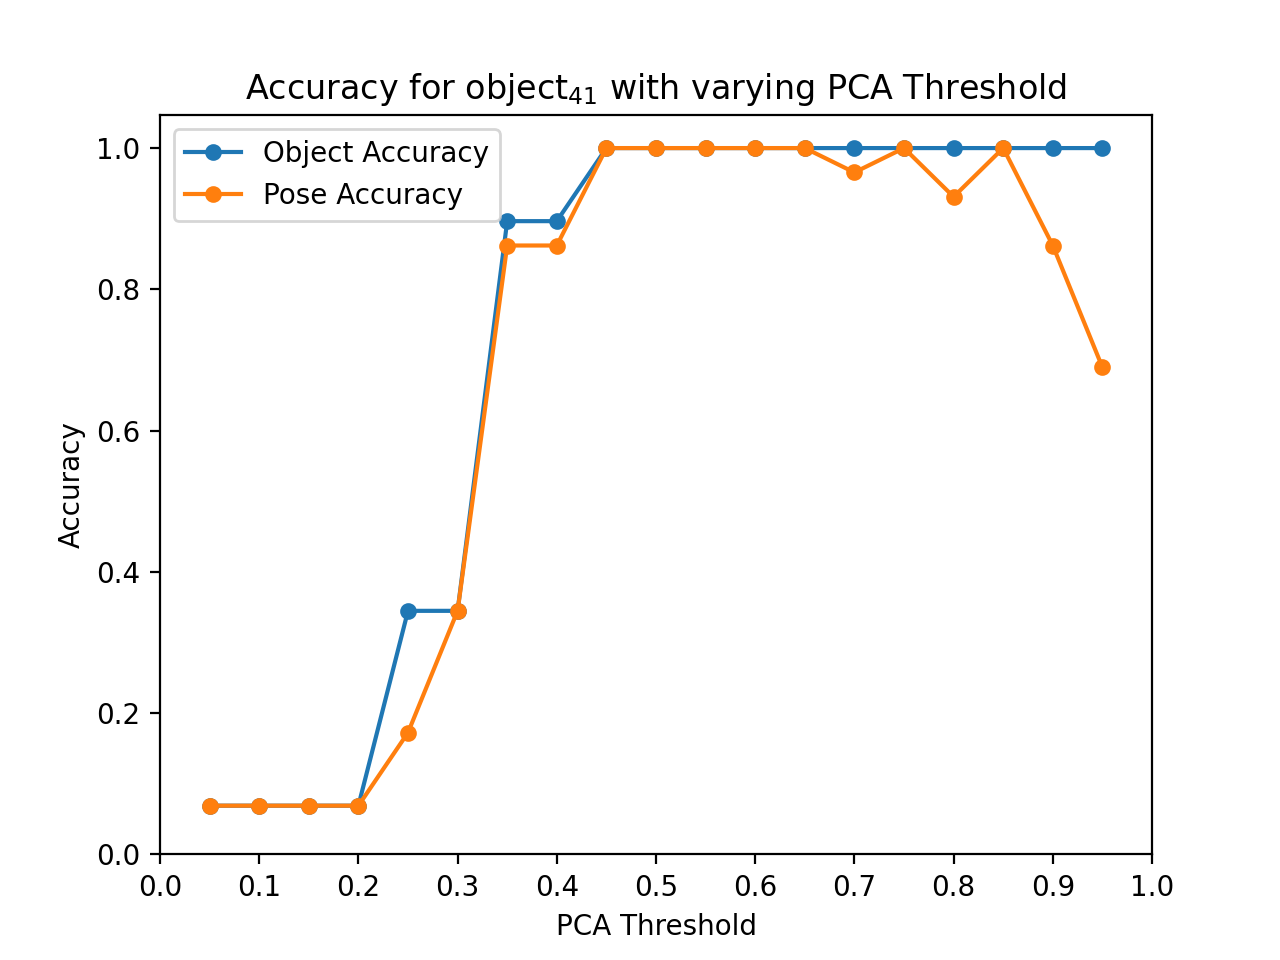 Accuracy for object₄₁ with varying PCA Threshold
Object Accuracy
Pose Accuracy
1.0
0.8
0.6
0.4
0.2
0.0
Accuracy
0.0 0.1 0.2 0.3 0.4 0.5 0.6 0.7 0.8 0.9 1.0
PCA Threshold